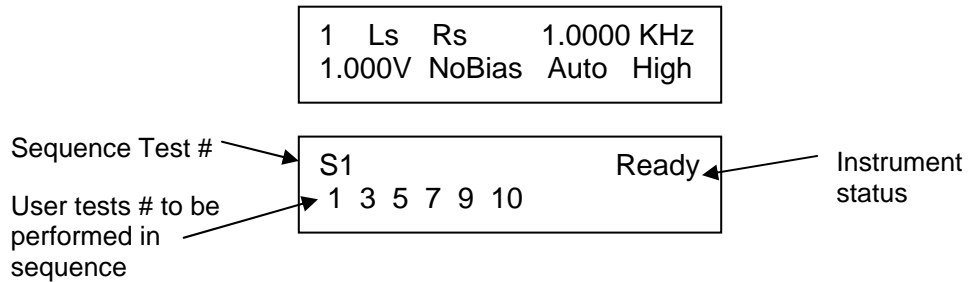 1 Ls Rs 1.0000 KHz
1.000V NoBias Auto High
Sequence Test #
S1 Ready
1 3 5 7 9 10
User tests # to be
performed in
sequence
Instrument
status